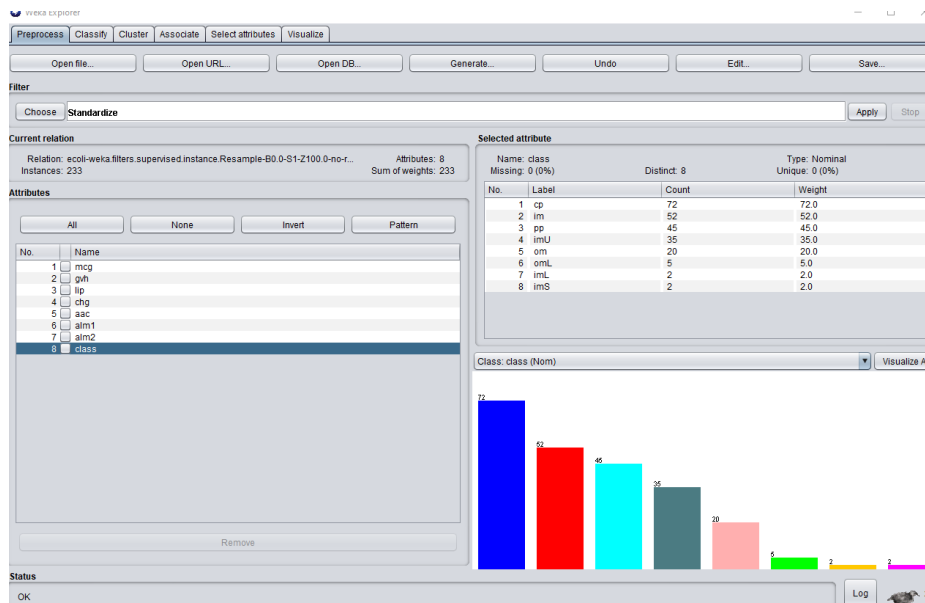 Weka Explorer
Preprocess Classify Cluster Associate Select attributes Visualize
Open file... Open URL... Open DB... Generate... Undo Edit... Save...
Filter
Choose Standardize Apply Stop
Current relation
Relation: ecoli-weka.filters.supervised.instance.Resample-B0.0-S1-Z100.0-no-r... Attributes: 8
Instances: 233 Sum of weights: 233
Attributes
All None Invert Pattern
No. Name
1 mcg
2 gvh
3 lip
4 chg
5 aac
6 alm1
7 alm2
8 class
Remove
Selected attribute
Name: class Type: Nominal
Missing: 0 (0%) Distinct: 8 Unique: 0 (0%)
No. Label Count Weight
1 cp 72 72.0
2 im 52 52.0
3 pp 45 45.0
4 imU 35 35.0
5 om 20 20.0
6 omL 5 5.0
7 imL 2 2.0
8 imS 2 2.0
Class: class (Nom) Visualize A
72
52
45
35
20
5
2
2
Status
OK Log